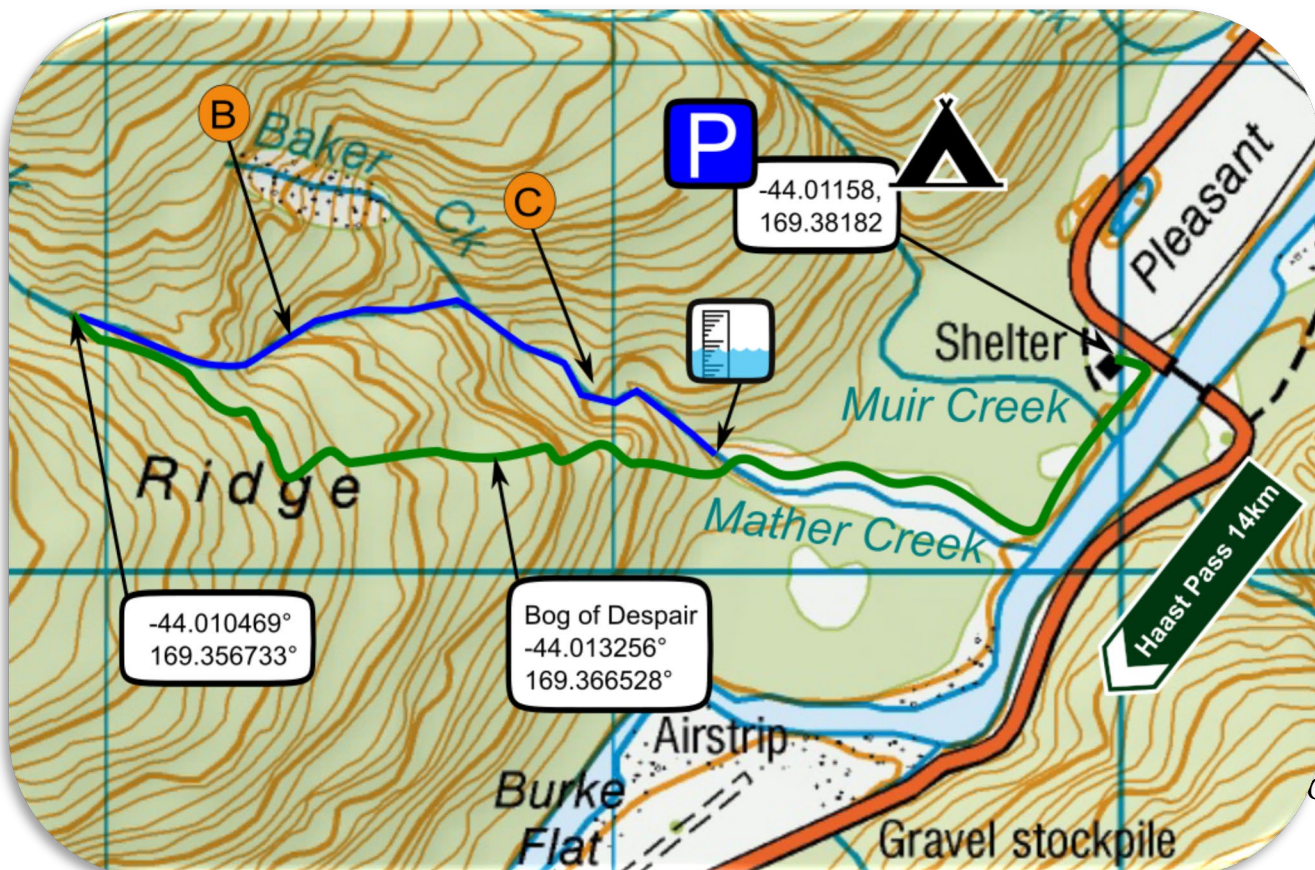 B
Baker
Ck
C
P
-44.01158,
169.38182
Pleasant
Shelter
Muir Creek
Ridge
Mather Creek
Haast Pass 14km
-44.010469°
169.356733°
Bog of Despair
-44.013256°
169.366528°
Airstrip
Burke
Flat
Gravel stockpile